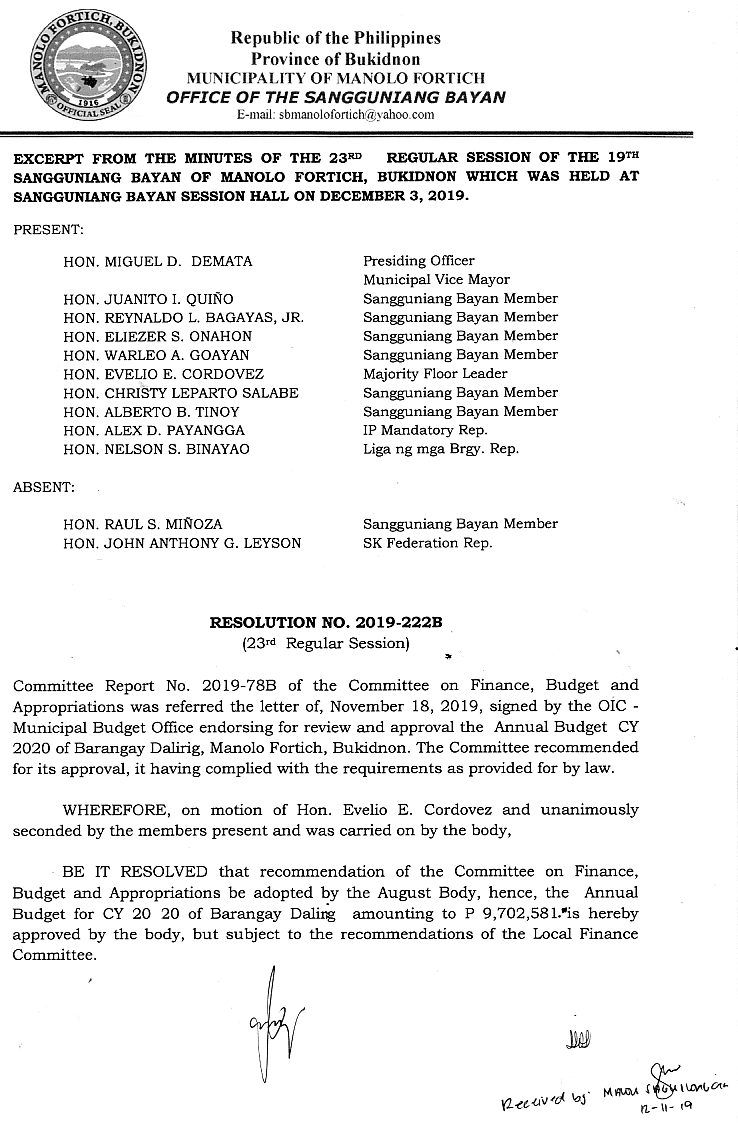 MANOLO FORTICH, BUKIDNON
1916
OFFICIAL SEAL
Republic of the Philippines
Province of Bukidnon
MUNICIPALITY OF MANOLO FORTICH
OFFICE OF THE SANGGUNIANG BAYAN
E-mail: sbmanolofortich@yahoo.com
EXCERPT FROM THE MINUTES OF THE 23RD REGULAR SESSION OF THE 19TH
SANGGUNIANG BAYAN OF MANOLO FORTICH, BUKIDNON WHICH WAS HELD AT
SANGGUNIANG BAYAN SESSION HALL ON DECEMBER 3, 2019.
PRESENT:
HON. MIGUEL D. DEMATA Presiding Officer
Municipal Vice Mayor
HON. JUANITO I. QUIÑO Sangguniang Bayan Member
HON. REYNALDO L. BAGAYAS, JR. Sangguniang Bayan Member
HON. ELIEZER S. ONAHON Sangguniang Bayan Member
HON. WARLEO A. GOAYAN Sangguniang Bayan Member
HON. EVELIO E. CORDOVEZ Majority Floor Leader
HON. CHRISTY LEPARTO SALABE Sangguniang Bayan Member
HON. ALBERTO B. TINOY Sangguniang Bayan Member
HON. ALEX D. PAYANGGA IP Mandatory Rep.
HON. NELSON S. BINAYAO Liga ng mga Brgy. Rep.
ABSENT:
HON. RAUL S. MIÑOZA Sangguniang Bayan Member
HON. JOHN ANTHONY G. LEYSON SK Federation Rep.
RESOLUTION NO. 2019-222B
(23rd Regular Session)
Committee Report No. 2019-78B of the Committee on Finance, Budget and
Appropriations was referred the letter of, November 18, 2019, signed by the OIC -
Municipal Budget Office endorsing for review and approval the Annual Budget CY
2020 of Barangay Dalirig, Manolo Fortich, Bukidnon. The Committee recommended
for its approval, it having complied with the requirements as provided for by law.
WHEREFORE, on motion of Hon. Evelio E. Cordovez and unanimously
seconded by the members present and was carried on by the body,
BE IT RESOLVED that recommendation of the Committee on Finance,
Budget and Appropriations be adopted by the August Body, hence, the Annual
Budget for CY 20 20 of Barangay Dalirig amounting to P 9,702,581. is hereby
approved by the body, but subject to the recommendations of the Local Finance
Committee.
Received by:
12-11-19